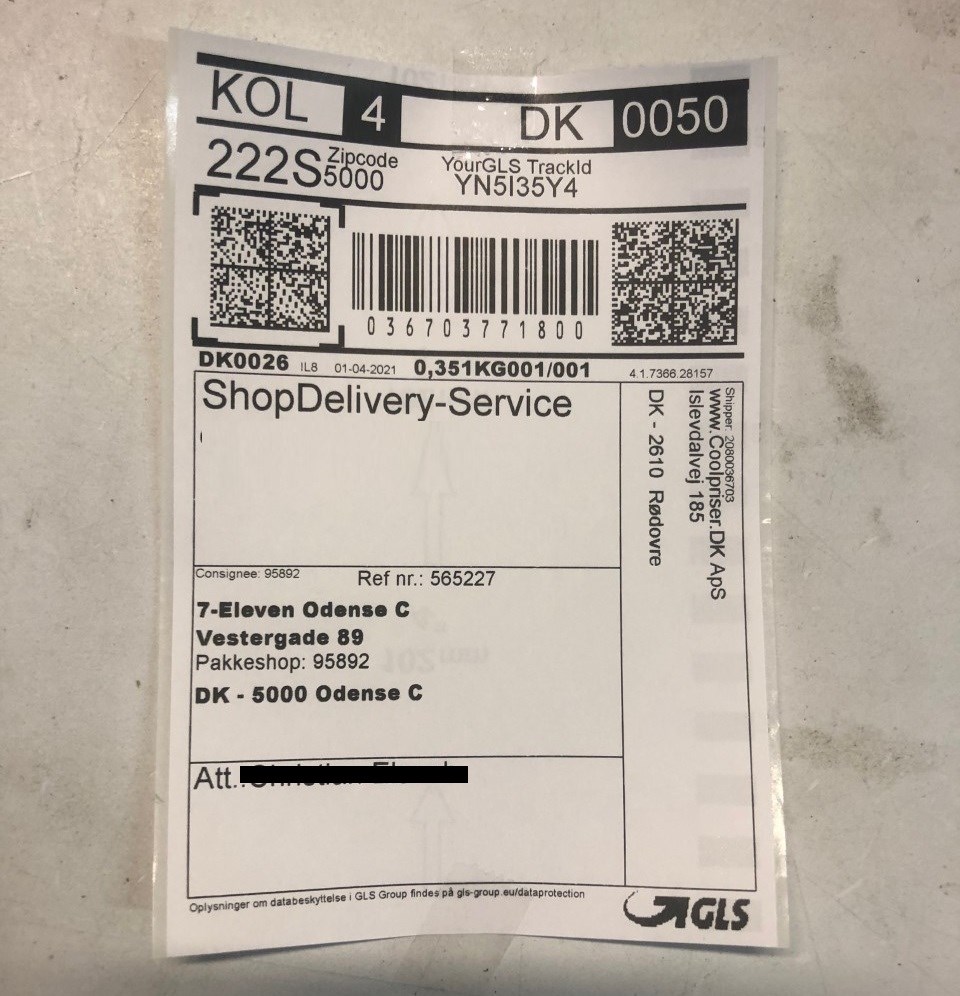 KOL 4 DK 0050
222S Zipcode 5000
YourGLS TrackId
YN5I35Y4
036703771800
DK0026 IL8 01-04-2021 0,351KG001/001 4.1.7366.28157
ShopDelivery-Service
Shipper: 2080036703
www.Coolpriser.DK ApS
Islevdalvej 185
DK - 2610 Rødovre
Consignee: 95892 Ref nr.: 565227
7-Eleven Odense C
Vestergade 89
Pakkeshop: 95892
DK - 5000 Odense C
Att.:
Oplysninger om databeskyttelse i GLS Group findes på gls-group.eu/dataprotection
GLS